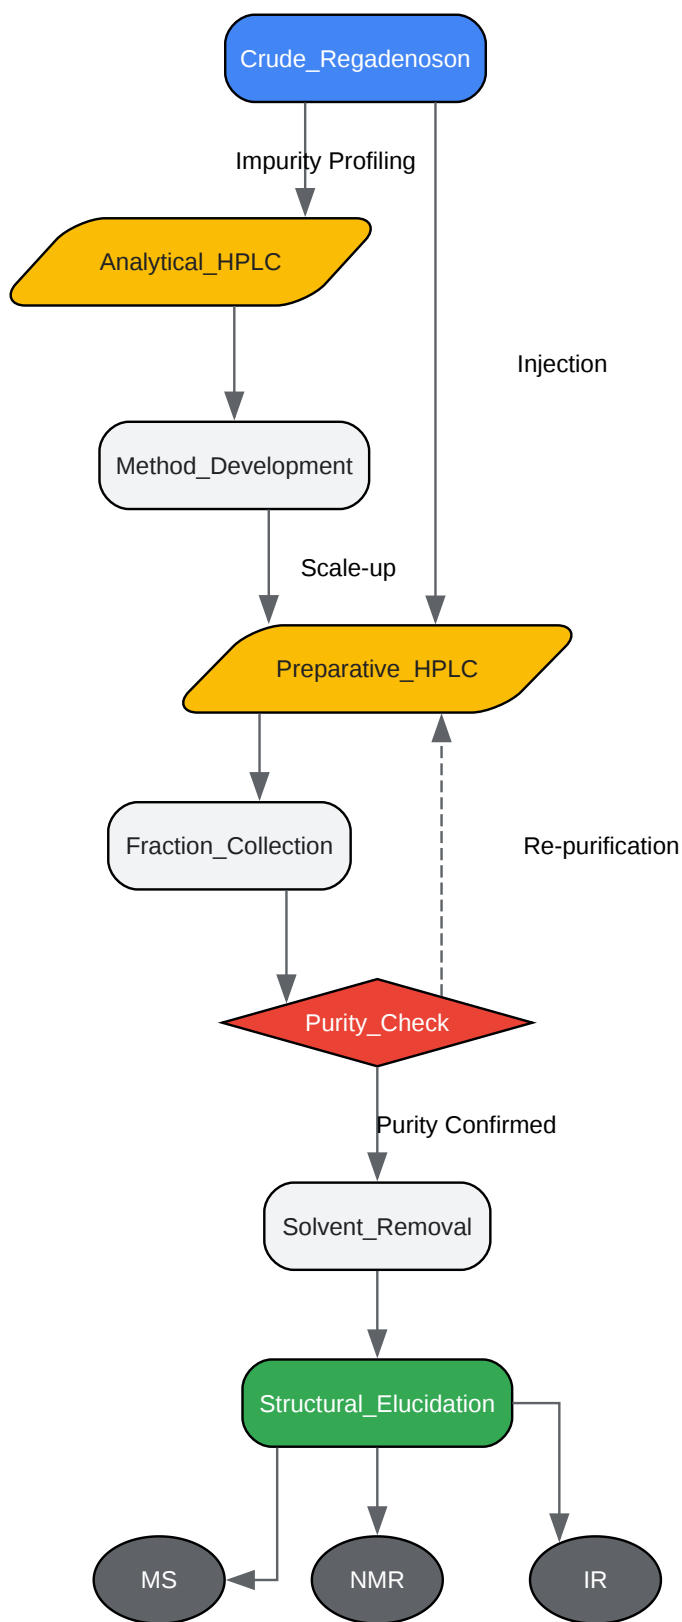 Crude_Regadenoson
Impurity Profiling
Analytical_HPLC
Injection
Method_Development
Scale-up
Preparative_HPLC
Fraction_Collection
Re-purification
Purity_Check
Purity Confirmed
Solvent_Removal
Structural_Elucidation
MS
NMR
IR